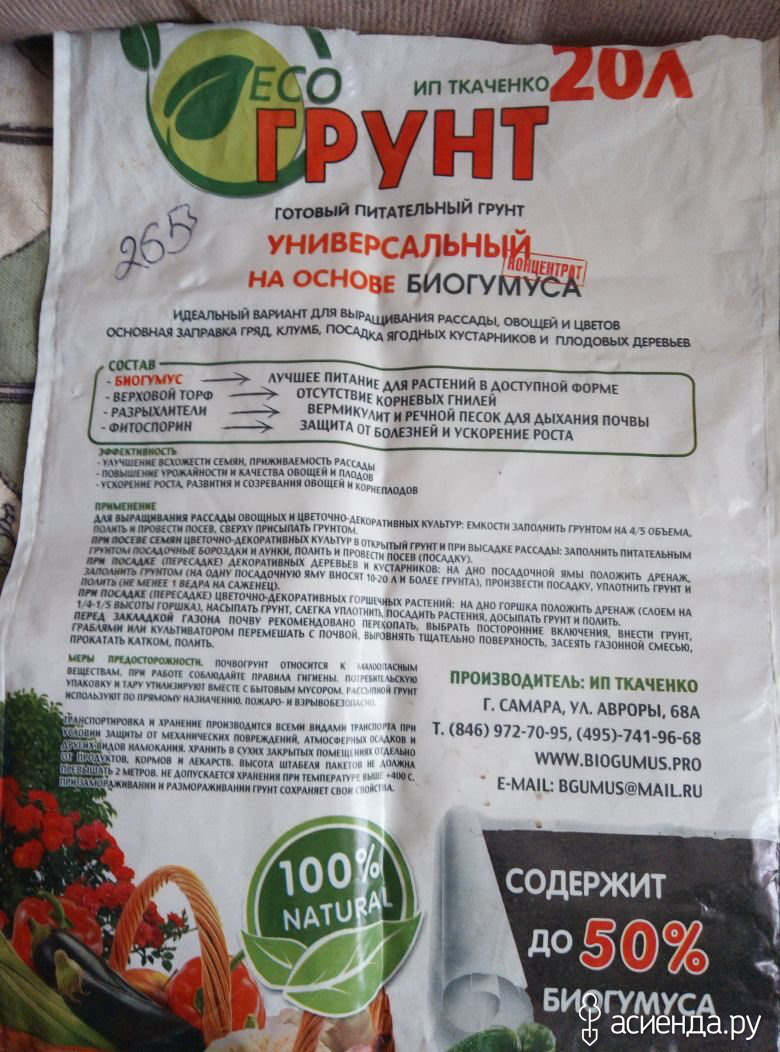 ECO
ИП ТКАЧЕНКО
20Л
ГРУНТ
ГОТОВЫЙ ПИТАТЕЛЬНЫЙ ГРУНТ
265
УНИВЕРСАЛЬНЫЙ
КОНЦЕНТРАТ
НА ОСНОВЕ БИОГУМУСА
ИДЕАЛЬНЫЙ ВАРИАНТ ДЛЯ ВЫРАЩИВАНИЯ РАССАДЫ, ОВОЩЕЙ И ЦВЕТОВ
ОСНОВНАЯ ЗАПРАВКА ГРЯД, КЛУМБ, ПОСАДКА ЯГОДНЫХ КУСТАРНИКОВ И ПЛОДОВЫХ ДЕРЕВЬЕВ
СОСТАВ
- БИОГУМУС → ЛУЧШЕЕ ПИТАНИЕ ДЛЯ РАСТЕНИЙ В ДОСТУПНОЙ ФОРМЕ
- ВЕРХОВОЙ ТОРФ → ОТСУТСТВИЕ КОРНЕВЫХ ГНИЛЕЙ
- РАЗРЫХЛИТЕЛИ → ВЕРМИКУЛИТ И РЕЧНОЙ ПЕСОК ДЛЯ ДЫХАНИЯ ПОЧВЫ
- ФИТОСПОРИН → ЗАЩИТА ОТ БОЛЕЗНЕЙ И УСКОРЕНИЕ РОСТА
ЭФФЕКТИВНОСТЬ
- УЛУЧШЕНИЕ ВСХОЖЕСТИ СЕМЯН, ПРИЖИВАЕМОСТЬ РАССАДЫ
- ПОВЫШЕНИЕ УРОЖАЙНОСТИ И КАЧЕСТВА ОВОЩЕЙ И ПЛОДОВ
- УСКОРЕНИЕ РОСТА, РАЗВИТИЯ И СОЗРЕВАНИЯ ОВОЩЕЙ И КОРНЕПЛОДОВ
ПРИМЕНЕНИЕ
ДЛЯ ВЫРАЩИВАНИЯ РАССАДЫ ОВОЩНЫХ И ЦВЕТОЧНО-ДЕКОРАТИВНЫХ КУЛЬТУР: ЕМКОСТИ ЗАПОЛНИТЬ ГРУНТОМ НА 4/5 ОБЪЕМА,
ПОЛИТЬ И ПРОВЕСТИ ПОСЕВ, СВЕРХУ ПРИСЫПАТЬ ГРУНТОМ.
ПРИ ПОСЕВЕ СЕМЯН ЦВЕТОЧНО-ДЕКОРАТИВНЫХ КУЛЬТУР В ОТКРЫТЫЙ ГРУНТ И ПРИ ВЫСАДКЕ РАССАДЫ: ЗАПОЛНИТЬ ПИТАТЕЛЬНЫМ
ГРУНТОМ ПОСАДОЧНЫЕ БОРОЗДКИ И ЛУНКИ, ПОЛИТЬ И ПРОВЕСТИ ПОСЕВ (ПОСАДКУ).
ПРИ ПОСАДКЕ (ПЕРЕСАДКЕ) ДЕКОРАТИВНЫХ ДЕРЕВЬЕВ И КУСТАРНИКОВ: НА ДНО ПОСАДОЧНОЙ ЯМЫ ПОЛОЖИТЬ ДРЕНАЖ,
ЗАПОЛНИТЬ ГРУНТОМ (НА ОДНУ ПОСАДОЧНУЮ ЯМУ ВНОСЯТ 10-20 Л И БОЛЕЕ ГРУНТА), ПРОИЗВЕСТИ ПОСАДКУ, УПЛОТНИТЬ ГРУНТ И
ПОЛИТЬ (НЕ МЕНЕЕ 1 ВЕДРА НА САЖЕНЕЦ).
ПРИ ПОСАДКЕ (ПЕРЕСАДКЕ) ЦВЕТОЧНО-ДЕКОРАТИВНЫХ ГОРШЕЧНЫХ РАСТЕНИЙ: НА ДНО ГОРШКА ПОЛОЖИТЬ ДРЕНАЖ (СЛОЕМ НА
1/4-1/5 ВЫСОТЫ ГОРШКА), НАСЫПАТЬ ГРУНТ, СЛЕГКА УПЛОТНИТЬ, ПОСАДИТЬ РАСТЕНИЯ, ДОСЫПАТЬ ГРУНТ И ПОЛИТЬ.
ПЕРЕД ЗАКЛАДКОЙ ГАЗОНА ПОЧВУ РЕКОМЕНДОВАНО ПЕРЕКОПАТЬ, ВЫБРАТЬ ПОСТОРОННИЕ ВКЛЮЧЕНИЯ, ВНЕСТИ ГРУНТ,
ГРАБЛЯМИ ИЛИ КУЛЬТИВАТОРОМ ПЕРЕМЕШАТЬ С ПОЧВОЙ, ВЫРОВНЯТЬ ТЩАТЕЛЬНО ПОВЕРХНОСТЬ, ЗАСЕЯТЬ ГАЗОННОЙ СМЕСЬЮ,
ПРОКАТАТЬ КАТКОМ, ПОЛИТЬ.
МЕРЫ ПРЕДОСТОРОЖНОСТИ. ПОЧВОГРУНТ ОТНОСИТСЯ К МАЛООПАСНЫМ
ВЕЩЕСТВАМ. ПРИ РАБОТЕ СОБЛЮДАЙТЕ ПРАВИЛА ГИГИЕНЫ. ПОТРЕБИТЕЛЬСКУЮ
УПАКОВКУ И ТАРУ УТИЛИЗИРУЮТ ВМЕСТЕ С БЫТОВЫМ МУСОРОМ. РАССЫПНОЙ ГРУНТ
ИСПОЛЬЗУЮТ ПО ПРЯМОМУ НАЗНАЧЕНИЮ. ПОЖАРО- И ВЗРЫВОБЕЗОПАСНО.
ТРАНСПОРТИРОВКА И ХРАНЕНИЕ ПРОИЗВОДИТСЯ ВСЕМИ ВИДАМИ ТРАНСПОРТА ПРИ
УСЛОВИИ ЗАЩИТЫ ОТ МЕХАНИЧЕСКИХ ПОВРЕЖДЕНИЙ, АТМОСФЕРНЫХ ОСАДКОВ И
ДРУГИХ ВИДОВ НАМОКАНИЯ. ХРАНИТЬ В СУХИХ ЗАКРЫТЫХ ПОМЕЩЕНИЯХ ОТДЕЛЬНО
ОТ ПРОДУКТОВ, КОРМОВ И ЛЕКАРСТВ. ВЫСОТА ШТАБЕЛЯ ПАКЕТОВ НЕ ДОЛЖНА
ПРЕВЫШАТЬ 2 МЕТРОВ. НЕ ДОПУСКАЕТСЯ ХРАНЕНИЯ ПРИ ТЕМПЕРАТУРЕ ВЫШЕ +400 С.
ПРИ ЗАМОРАЖИВАНИИ И РАЗМОРАЖИВАНИИ ГРУНТ СОХРАНЯЕТ СВОИ СВОЙСТВА.
ПРОИЗВОДИТЕЛЬ: ИП ТКАЧЕНКО
Г. САМАРА, УЛ. АВРОРЫ, 68А
Т. (846) 972-70-95, (495)-741-96-68
WWW.BIOGUMUS.PRO
E-MAIL: BGUMUS@MAIL.RU
100%
NATURAL
СОДЕРЖИТ
ДО 50%
БИОГУМУСА
асиенда.ру